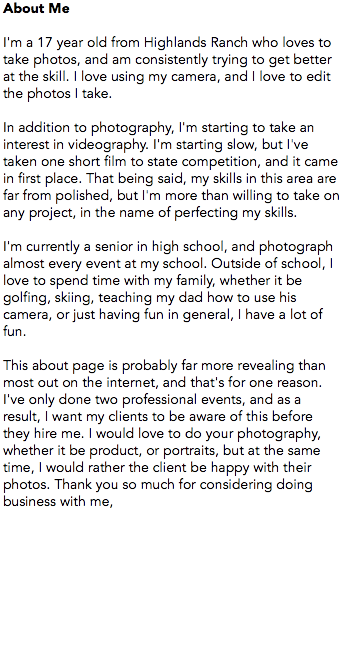 About Me
I'm a 17 year old from Highlands Ranch who loves to
take photos, and am consistently trying to get better
at the skill. I love using my camera, and I love to edit
the photos I take.
In addition to photography, I'm starting to take an
interest in videography. I'm starting slow, but I've
taken one short film to state competition, and it came
in first place. That being said, my skills in this area are
far from polished, but I'm more than willing to take on
any project, in the name of perfecting my skills.
I'm currently a senior in high school, and photograph
almost every event at my school. Outside of school, I
love to spend time with my family, whether it be
golfing, skiing, teaching my dad how to use his
camera, or just having fun in general, I have a lot of
fun.
This about page is probably far more revealing than
most out on the internet, and that's for one reason.
I've only done two professional events, and as a
result, I want my clients to be aware of this before
they hire me. I would love to do your photography,
whether it be product, or portraits, but at the same
time, I would rather the client be happy with their
photos. Thank you so much for considering doing
business with me,